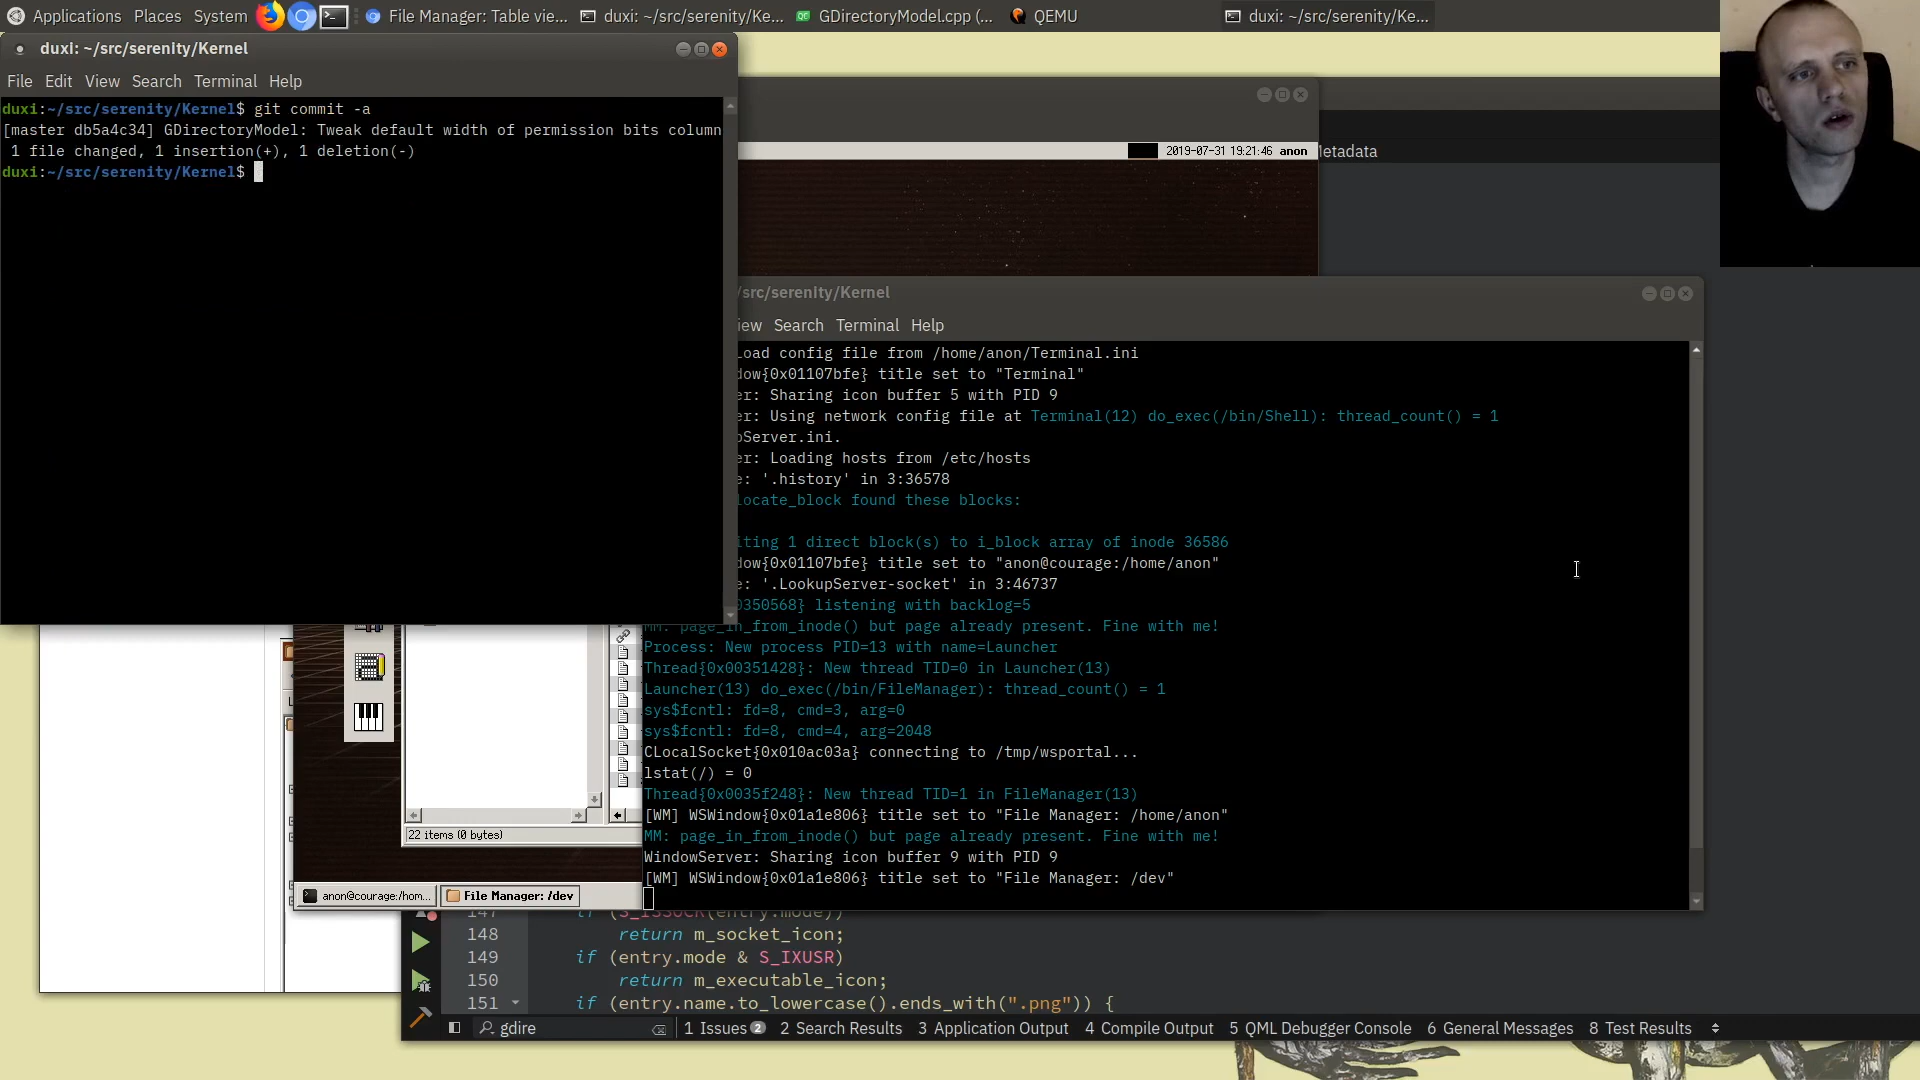 Applications Places System File Manager: Table vie... duxi: ~/src/serenity/Ke... GDirectoryModel.cpp (... QEMU duxi: ~/src/serenity/Ke...
duxi: ~/src/serenity/Kernel
File Edit View Search Terminal Help
duxi:~/src/serenity/Kernel$ git commit -a
[master db5a4c34] GDirectoryModel: Tweak default width of permission bits column
1 file changed, 1 insertion(+), 1 deletion(-)
duxi:~/src/serenity/Kernel$
2019-07-31 19:21:46 anon
Metadata
/src/serenity/Kernel
iew Search Terminal Help
Load config file from /home/anon/Terminal.ini
dow{0x01107bfe} title set to "Terminal"
er: Sharing icon buffer 5 with PID 9
er: Using network config file at Terminal(12) do_exec(/bin/Shell): thread_count() = 1
pServer.ini.
er: Loading hosts from /etc/hosts
e: '.history' in 3:36578
locate_block found these blocks:
iting 1 direct block(s) to i_block array of inode 36586
dow{0x01107bfe} title set to "anon@courage:/home/anon"
e: '.LookupServer-socket' in 3:46737
0350568} listening with backlog=5
MM: page_in_from_inode() but page already present. Fine with me!
Process: New process PID=13 with name=Launcher
Thread{0x00351428}: New thread TID=0 in Launcher(13)
Launcher(13) do_exec(/bin/FileManager): thread_count() = 1
sys$fcntl: fd=8, cmd=3, arg=0
sys$fcntl: fd=8, cmd=4, arg=2048
CLocalSocket{0x010ac03a} connecting to /tmp/wsportal...
lstat(/) = 0
Thread{0x0035f248}: New thread TID=1 in FileManager(13)
[WM] WSWindow{0x01a1e806} title set to "File Manager: /home/anon"
MM: page_in_from_inode() but page already present. Fine with me!
WindowServer: Sharing icon buffer 9 with PID 9
[WM] WSWindow{0x01a1e806} title set to "File Manager: /dev"
22 items (0 bytes)
anon@courage:/hom... File Manager: /dev
147 if (S_ISSOCK(entry.mode))
148 return m_socket_icon;
149 if (entry.mode & S_IXUSR)
150 return m_executable_icon;
151 if (entry.name.to_lowercase().ends_with(".png")) {
gdire 1 Issues 2 2 Search Results 3 Application Output 4 Compile Output 5 QML Debugger Console 6 General Messages 8 Test Results